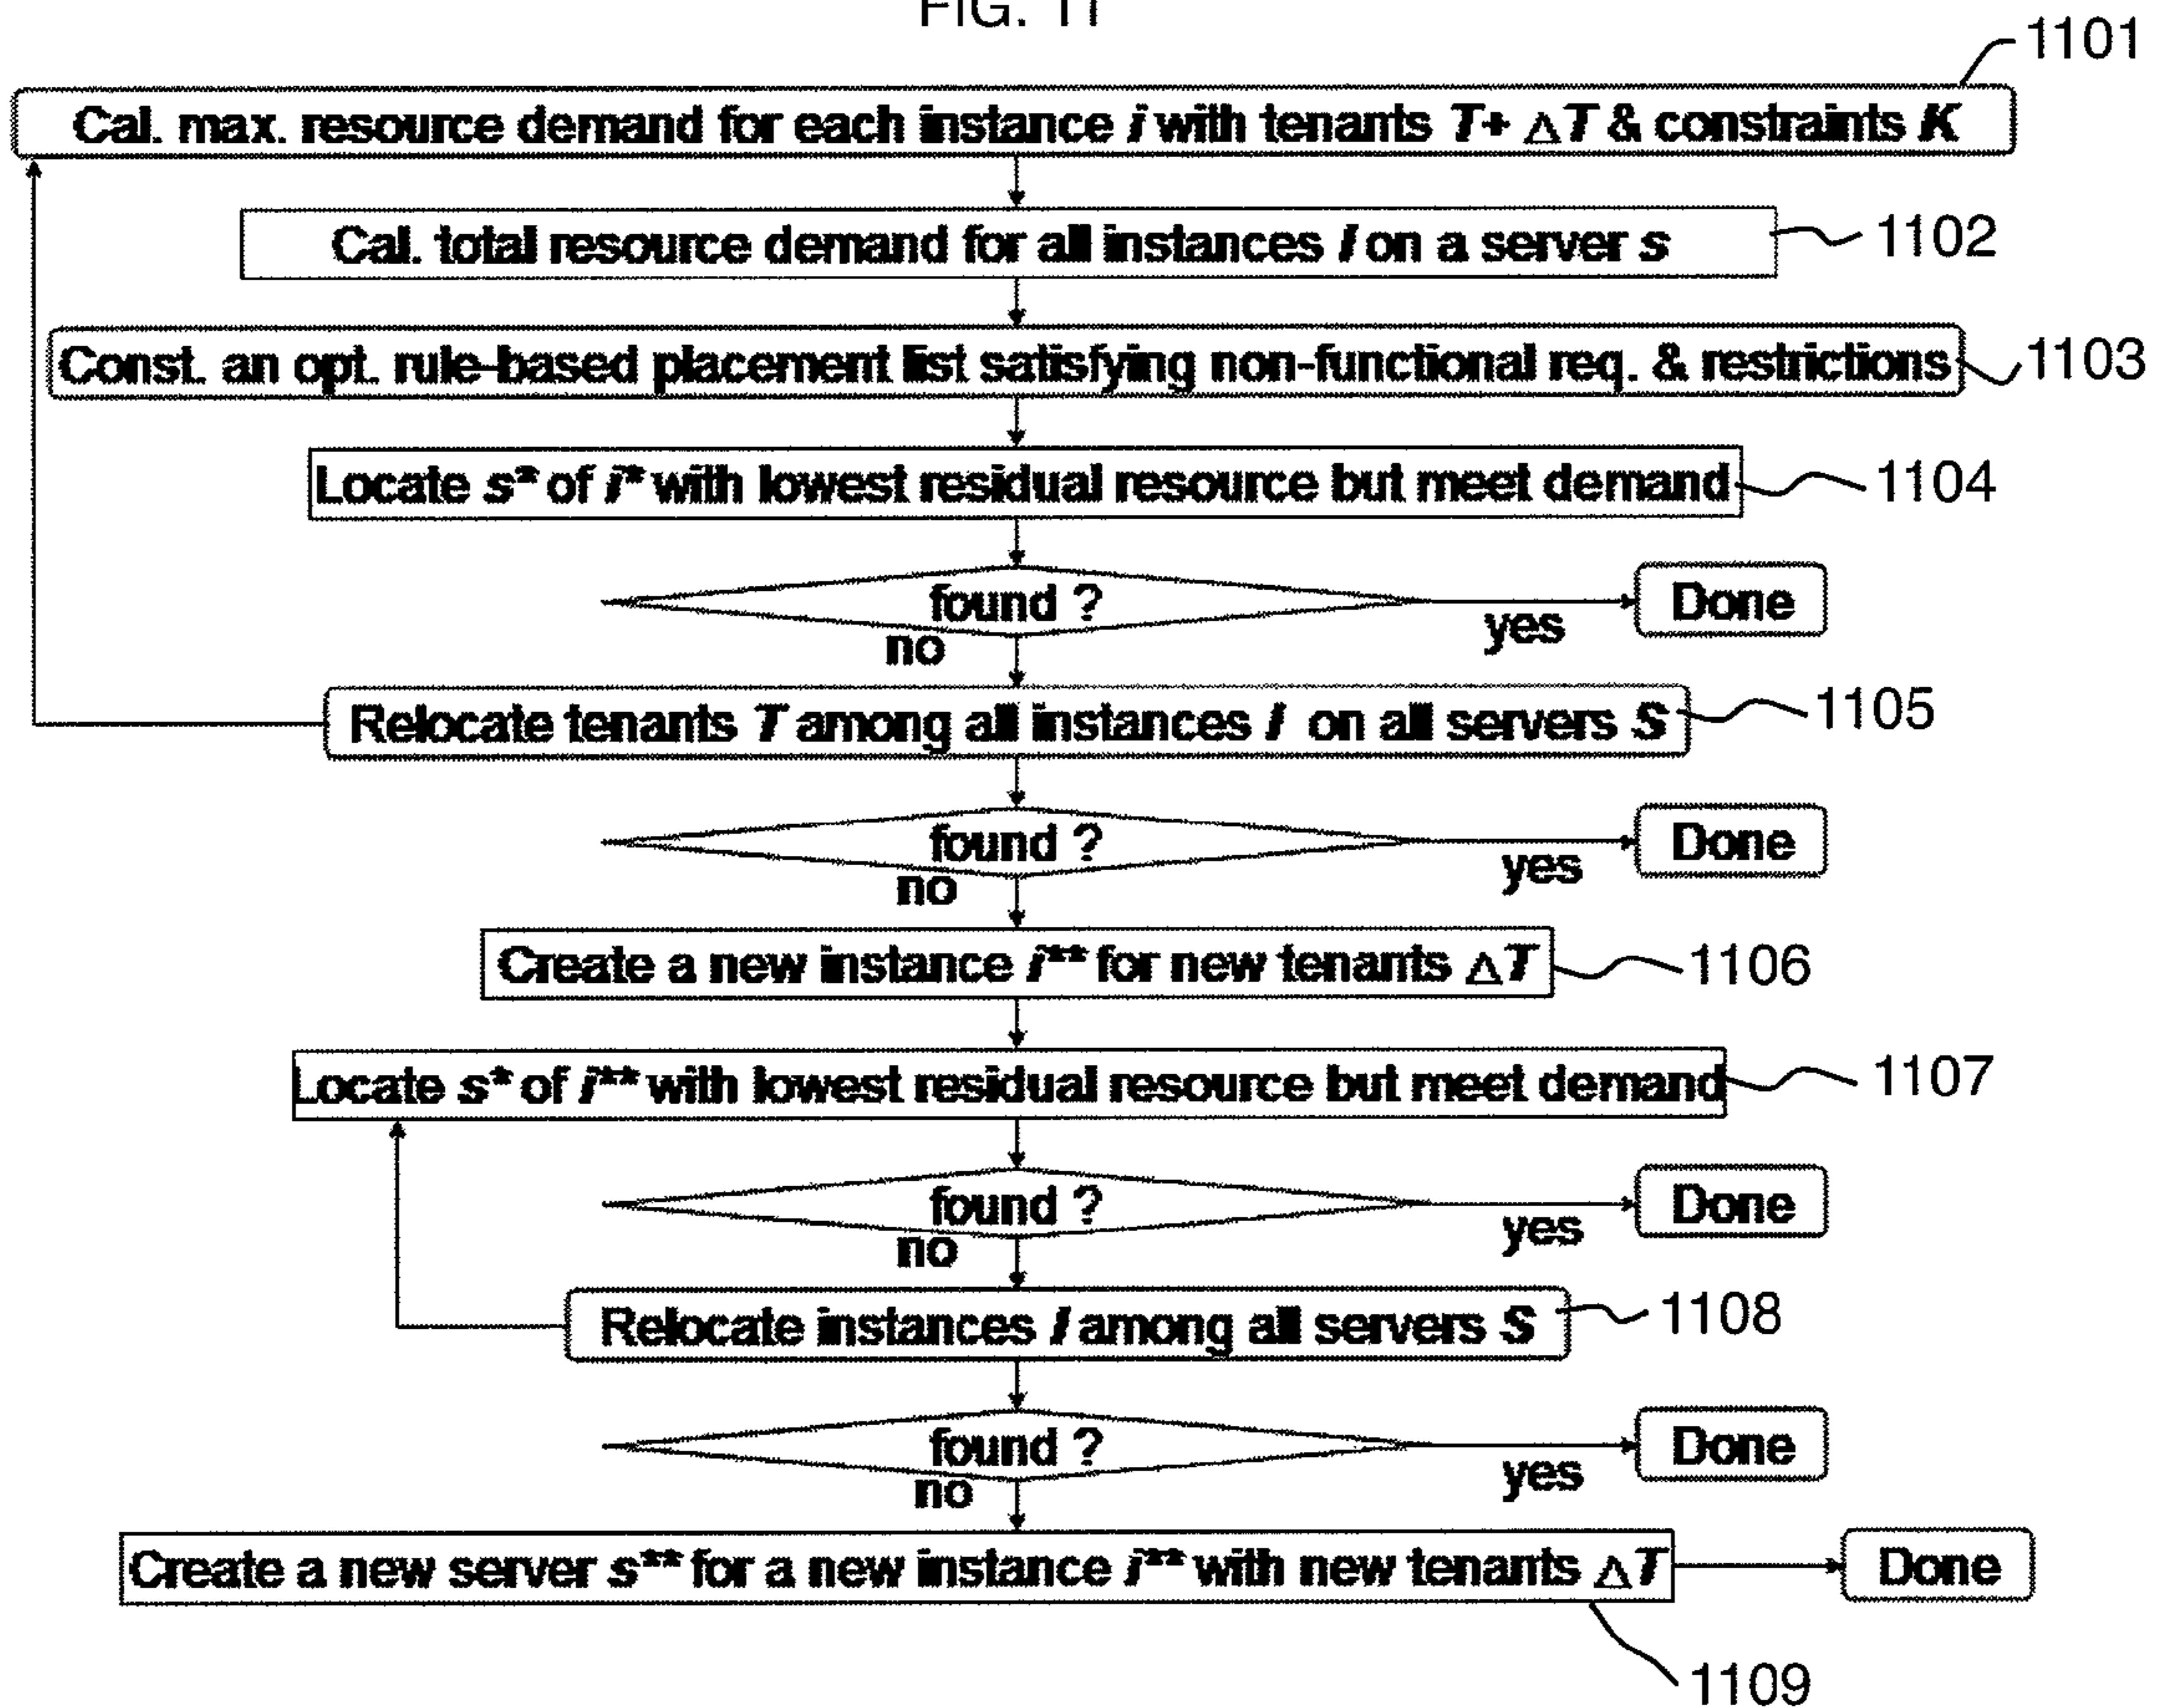 FIG. 11
1101
Cal. max. resource demand for each instance i with tenants T+ ΔT & constraints K
Cal. total resource demand for all instances I on a server s
1102
Const. an opt. rule-based placement list satisfying non-functional req. & restrictions
1103
Locate s* of i* with lowest residual resource but meet demand
1104
found ?
Done
yes
no
Relocate tenants T among all instances I on all servers S
1105
found ?
Done
yes
no
Create a new instance i** for new tenants ΔT
1106
Locate s* of i** with lowest residual resource but meet demand
1107
found ?
Done
yes
no
Relocate instances I among all servers S
1108
found ?
Done
yes
no
Create a new server s** for a new instance i** with new tenants ΔT
Done
1109